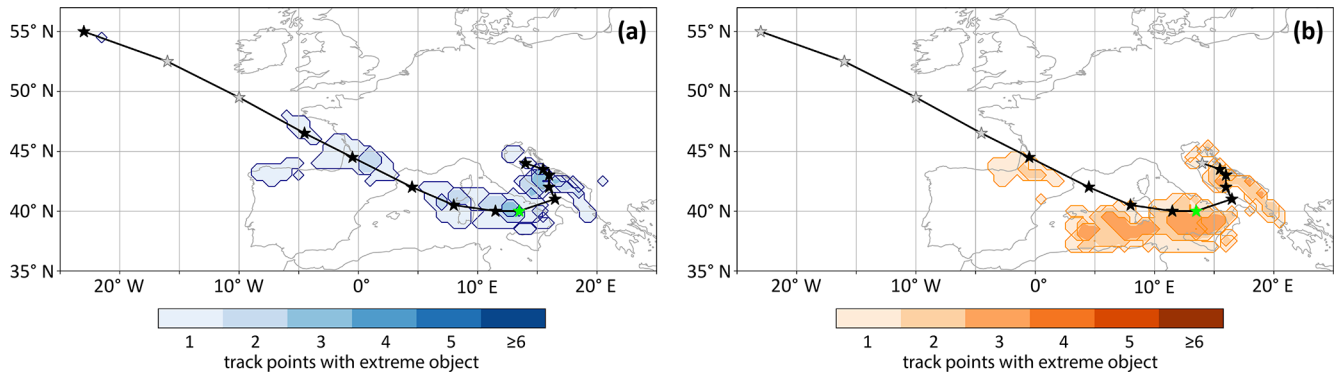 (a)
55° N
50° N
45° N
40° N
35° N
20° W
10° W
0°
10° E
20° E
1
2
3
4
5
≥6
track points with extreme object
(b)
55° N
50° N
45° N
40° N
35° N
20° W
10° W
0°
10° E
20° E
1
2
3
4
5
≥6
track points with extreme object